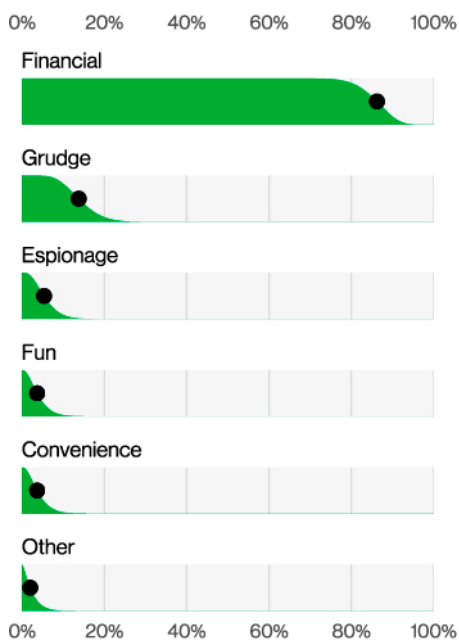 0% 20% 40% 60% 80% 100%
Financial
Grudge
Espionage
Fun
Convenience
Other
0% 20% 40% 60% 80% 100%